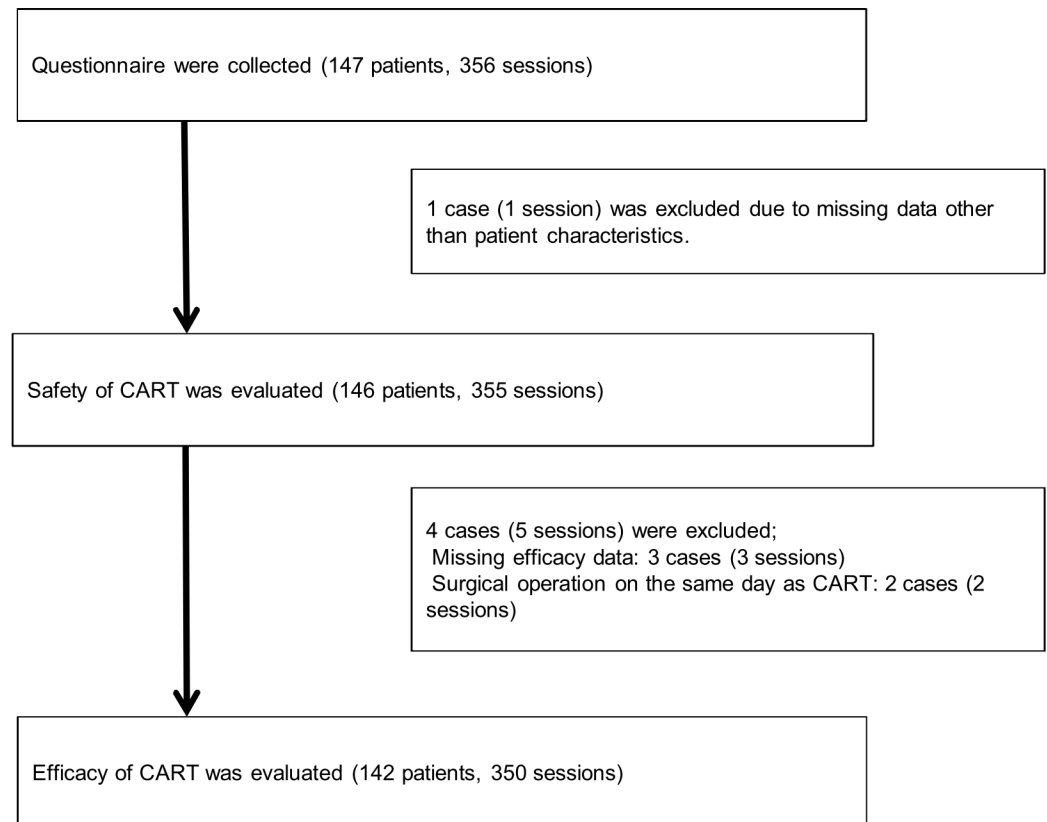 Questionnaire were collected (147 patients, 356 sessions)
1 case (1 session) was excluded due to missing data other
than patient characteristics.
Safety of CART was evaluated (146 patients, 355 sessions)
4 cases (5 sessions) were excluded;
Missing efficacy data: 3 cases (3 sessions)
Surgical operation on the same day as CART: 2 cases (2
sessions)
Efficacy of CART was evaluated (142 patients, 350 sessions)